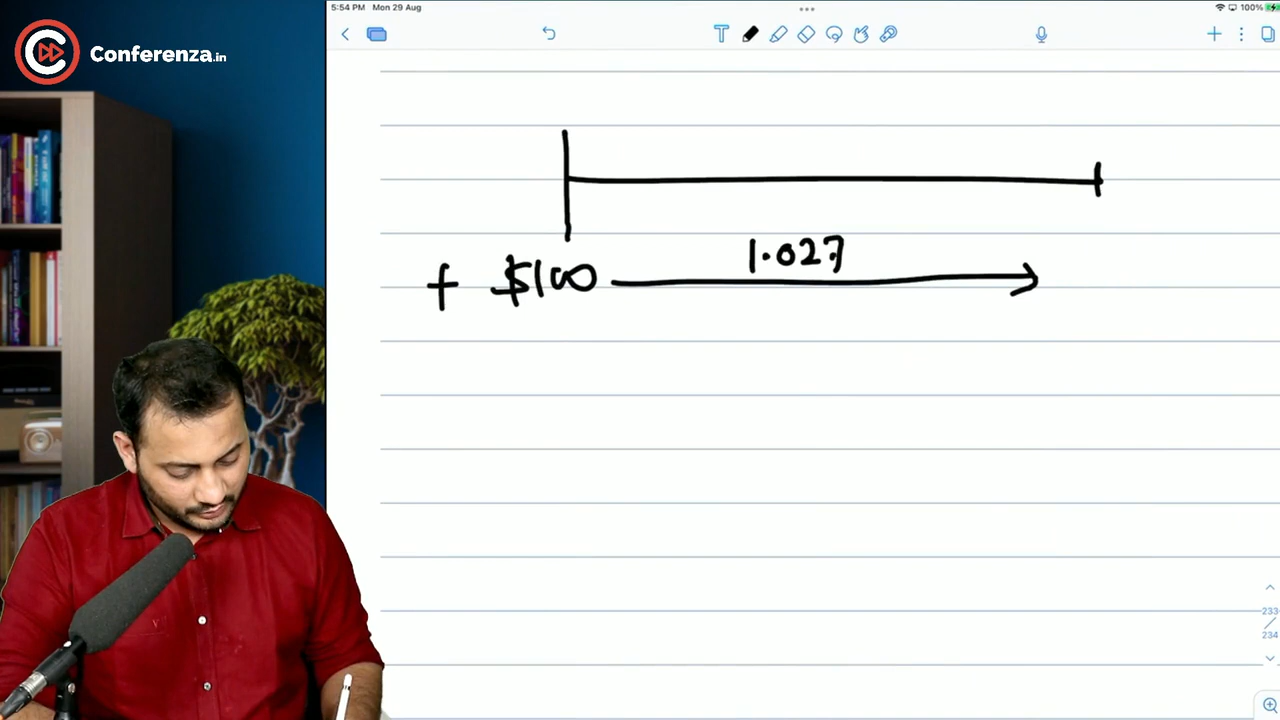 5:54 PM Mon 29 Aug
100%
Conferenza.in
1.027
+ $100
233
234